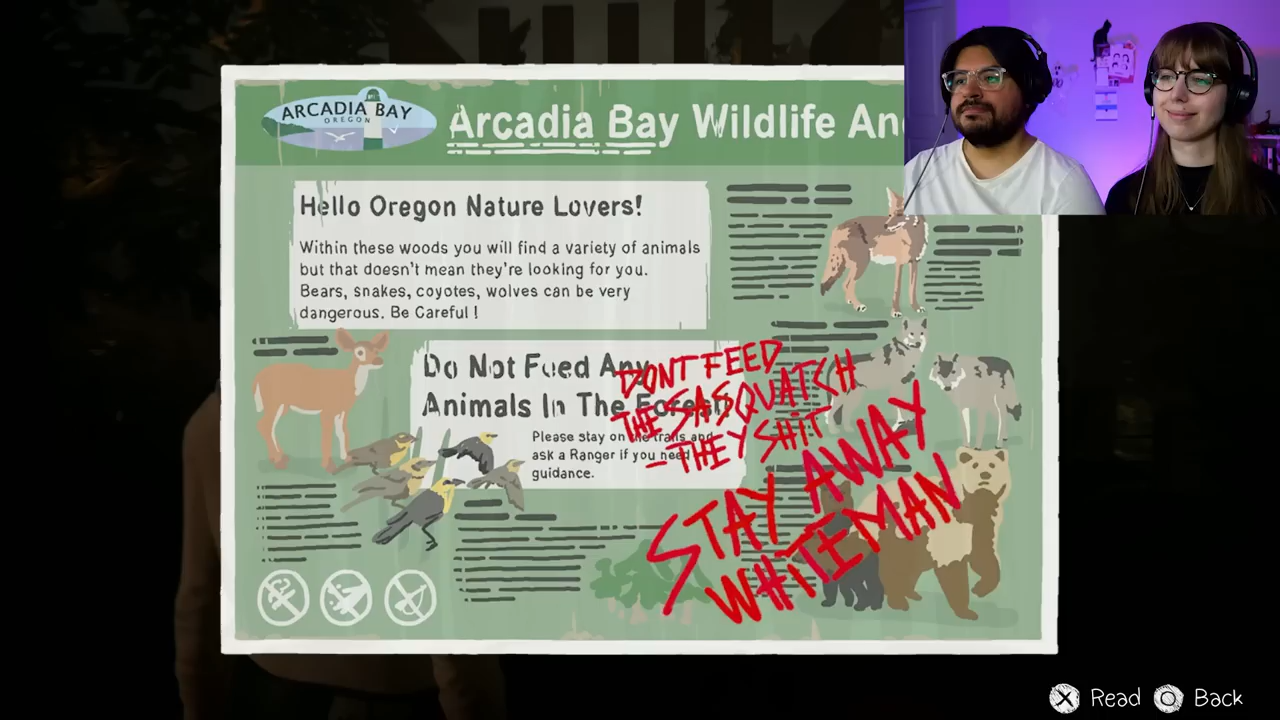 ARCADIA BAY
OREGON
Arcadia Bay Wildlife An
Hello Oregon Nature Lovers!
Within these woods you will find a variety of animals
but that doesn't mean they're looking for you.
Bears, snakes, coyotes, wolves can be very
dangerous. Be Careful!
Do Not Feed Any
Animals In The Forest
Please stay on the trails and
ask a Ranger if you need
guidance.
DONT FEED
THE SASQUATCH
-THEY SHIT
STAY AWAY
WHITEMAN
Read Back